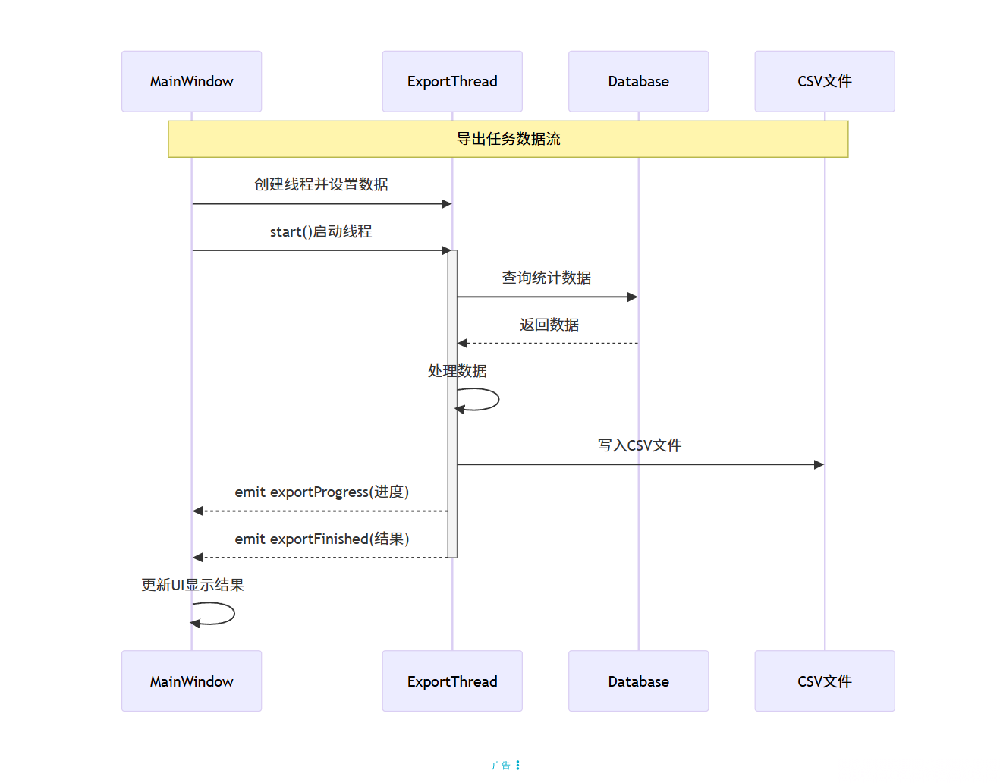 MainWindow
ExportThread
Database
CSV文件
导出任务数据流
创建线程并设置数据
start()启动线程
查询统计数据
返回数据
处理数据
写入CSV文件
emit exportProgress(进度)
emit exportFinished(结果)
更新UI显示结果
MainWindow
ExportThread
Database
CSV文件
广告